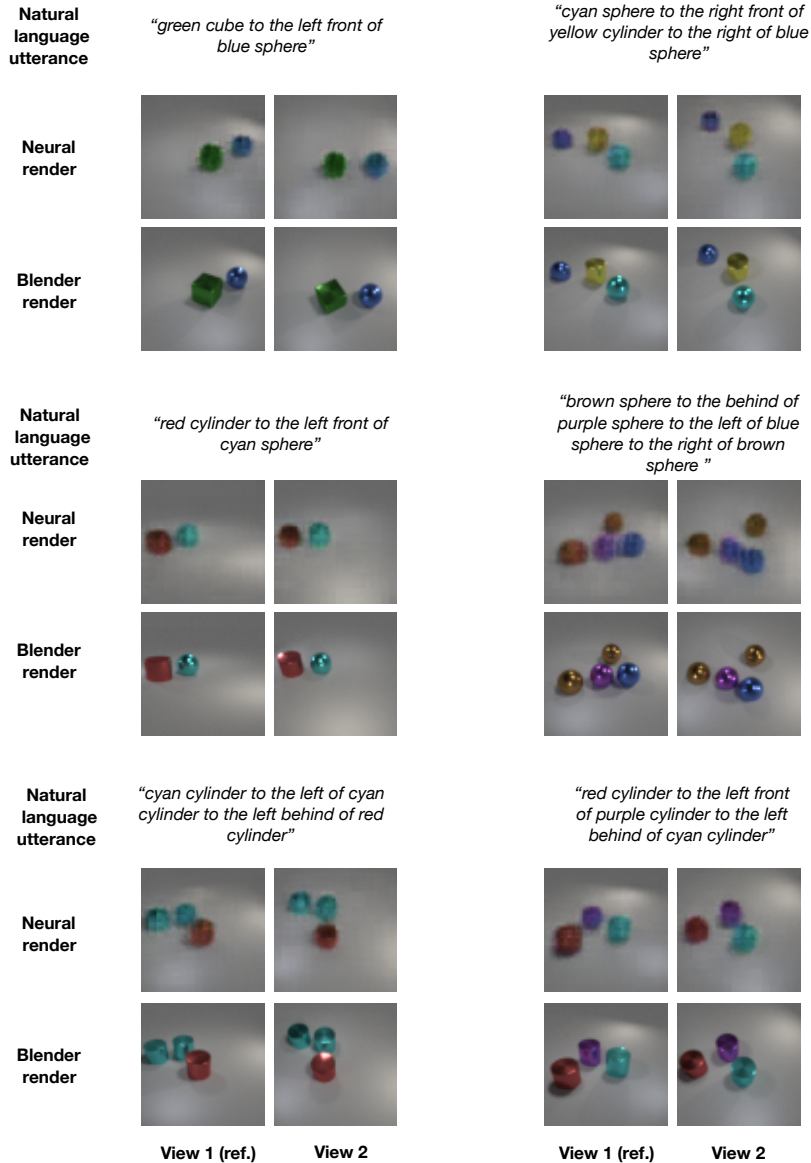 Natural
language
utterance
“green cube to the left front of
blue sphere”
“cyan sphere to the right front of
yellow cylinder to the right of blue
sphere”
Neural
render
Blender
render
Natural
language
utterance
“red cylinder to the left front of
cyan sphere”
“brown sphere to the behind of
purple sphere to the left of blue
sphere to the right of brown
sphere ”
Neural
render
Blender
render
Natural
language
utterance
“cyan cylinder to the left of cyan
cylinder to the left behind of red
cylinder”
“red cylinder to the left front
of purple cylinder to the left
behind of cyan cylinder”
Neural
render
Blender
render
View 1 (ref.)
View 2
View 1 (ref.)
View 2